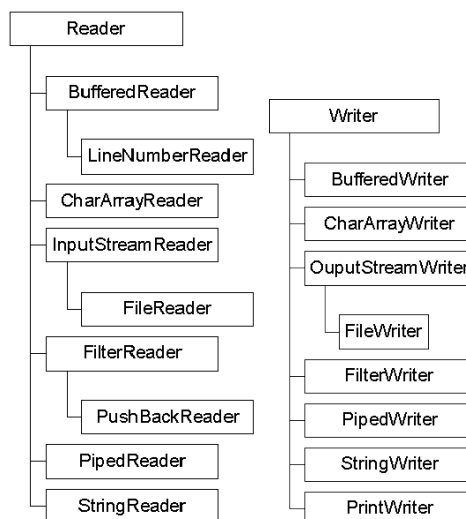 Reader
BufferedReader
LineNumberReader
CharArrayReader
InputStreamReader
FileReader
FilterReader
PushBackReader
PipedReader
StringReader
Writer
BufferedWriter
CharArrayWriter
OuputStreamWriter
FileWriter
FilterWriter
PipedWriter
StringWriter
PrintWriter